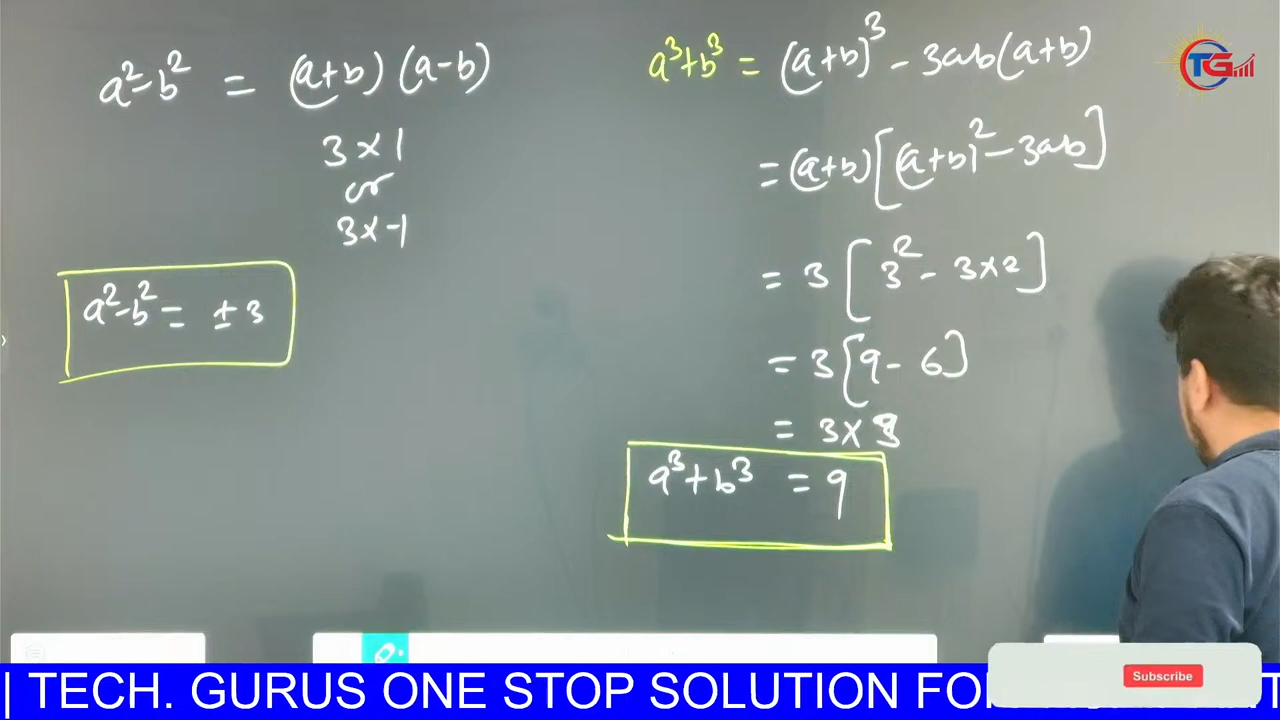 a²-b² = (a+b) (a-b)
3 × 1
or
3 × -1
a²-b² = ± 3
a³+b³ = (a+b)³ - 3ab(a+b)
= (a+b) [(a+b)² - 3ab]
= 3 [3² - 3×2]
= 3 [9 - 6]
= 3 × 3
a³+b³ = 9
TG
| TECH. GURUS ONE STOP SOLUTION FO
Subscribe